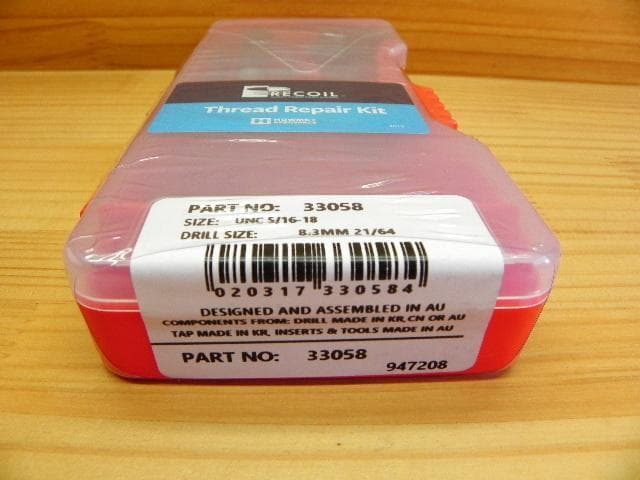 RECOIL
Thread Repair Kit
PART NO: 33058
SIZE: UNC 5/16-18
DRILL SIZE: 8.3MM 21/64
020317 330584
DESIGNED AND ASSEMBLED IN AU
COMPONENTS FROM: DRILL MADE IN KR, CN OR AU
TAP MADE IN KR, INSERTS & TOOLS MADE IN AU
PART NO: 33058
947208